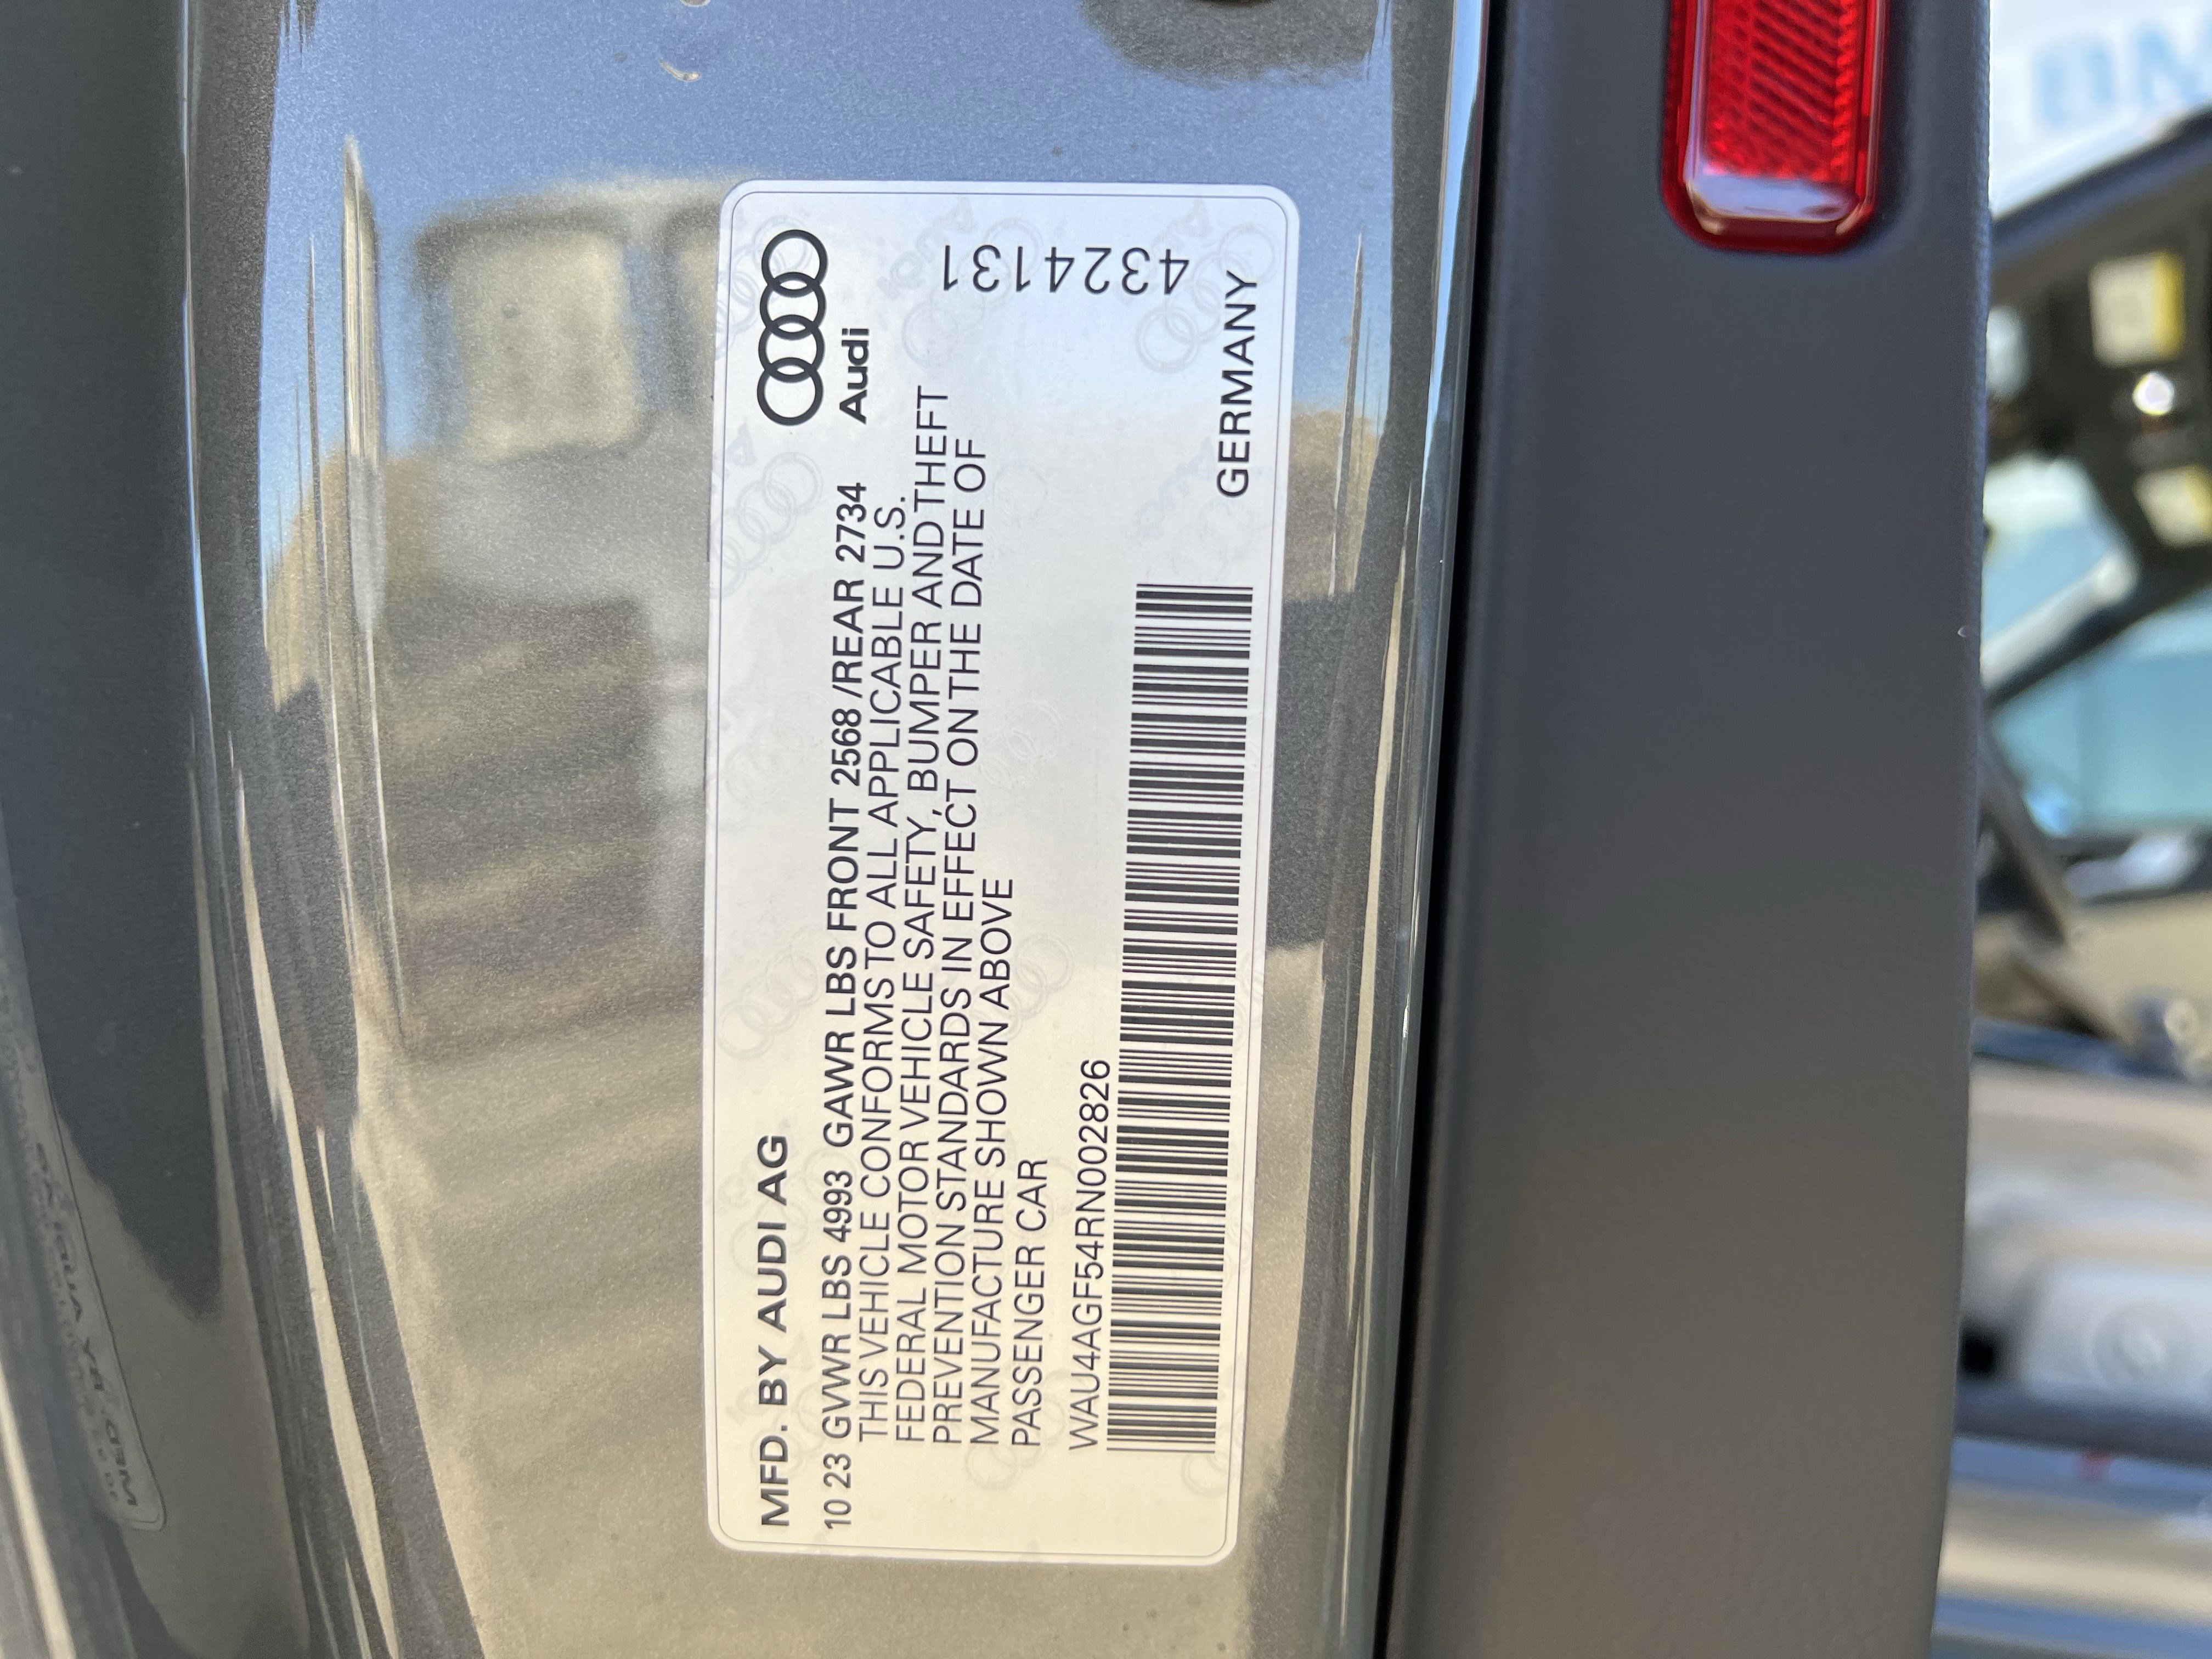 MFD. BY AUDI AG
Audi
10 23 GVWR LBS 4993 GAWR LBS FRONT 2568 /REAR 2734
THIS VEHICLE CONFORMS TO ALL APPLICABLE U.S.
FEDERAL MOTOR VEHICLE SAFETY, BUMPER AND THEFT
PREVENTION STANDARDS IN EFFECT ON THE DATE OF
MANUFACTURE SHOWN ABOVE
PASSENGER CAR
WAU4AGF54RN002826
4324131
GERMANY